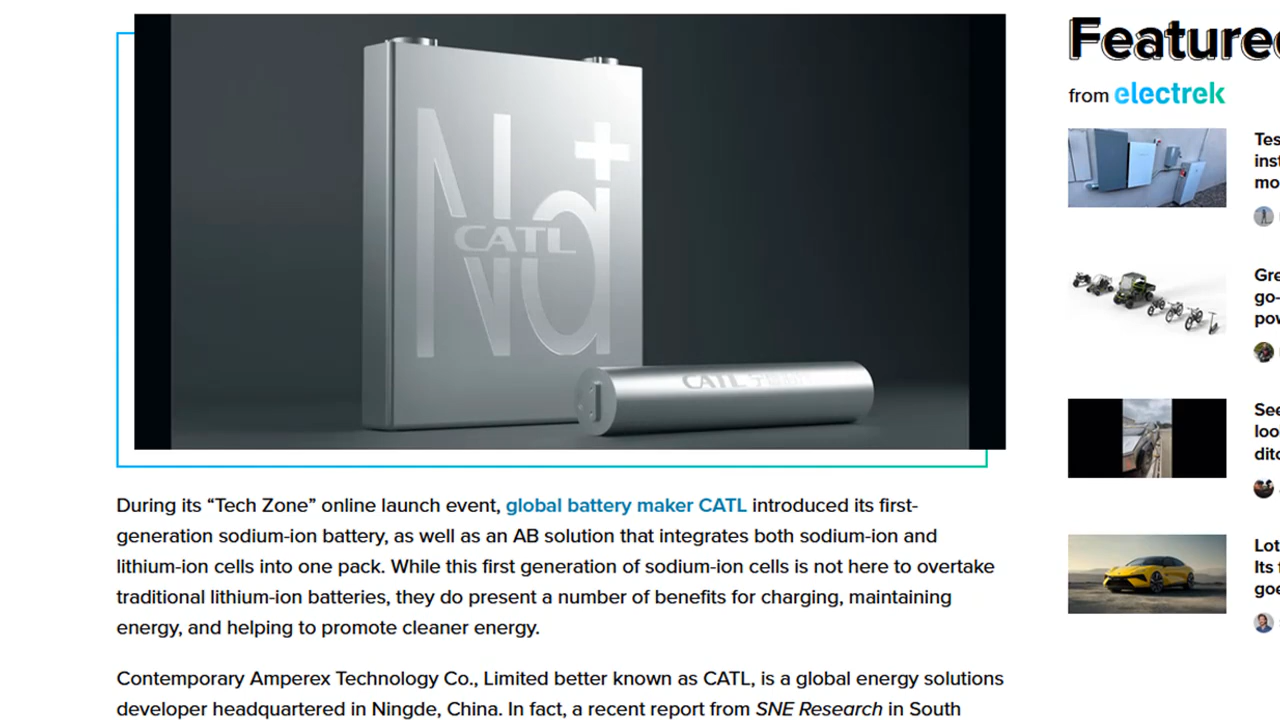 Na+
CATL
CATL
During its “Tech Zone” online launch event, global battery maker CATL introduced its first-
generation sodium-ion battery, as well as an AB solution that integrates both sodium-ion and
lithium-ion cells into one pack. While this first generation of sodium-ion cells is not here to overtake
traditional lithium-ion batteries, they do present a number of benefits for charging, maintaining
energy, and helping to promote cleaner energy.
Contemporary Amperex Technology Co., Limited better known as CATL, is a global energy solutions
developer headquartered in Ningde, China. In fact, a recent report from SNE Research in South
from electrek